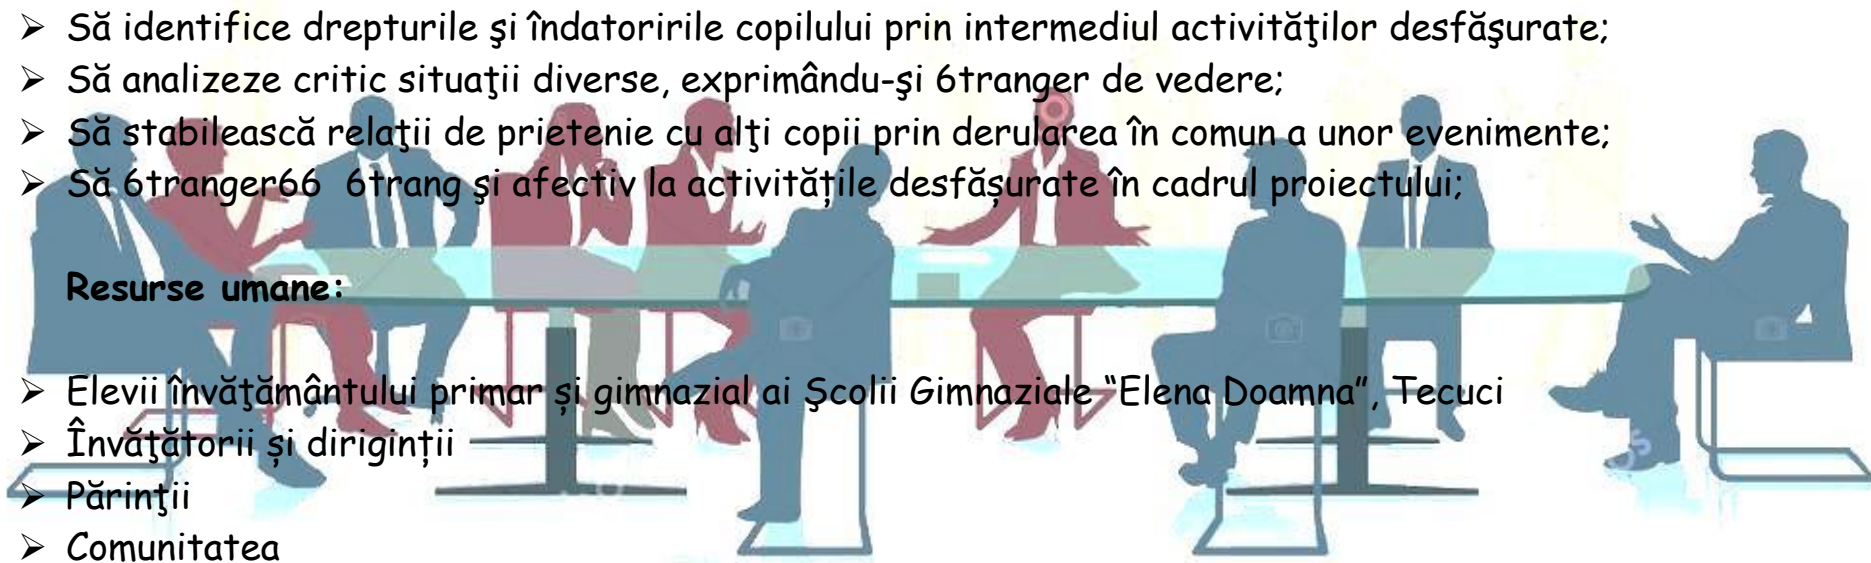 ➢ Să identifice drepturile şi îndatoririle copilului prin intermediul activităţilor desfăşurate;
➢ Să analizeze critic situaţii diverse, exprimându-şi 6tranger de vedere;
➢ Să stabilească relaţii de prietenie cu alţi copii prin derularea în comun a unor evenimente;
➢ Să 6tranger66 6trang şi afectiv la activitățile desfășurate în cadrul proiectului;
Resurse umane:
➢ Elevii învăţământului primar și gimnazial ai Şcolii Gimnaziale “Elena Doamna”, Tecuci
➢ Învăţătorii și diriginții
➢ Părinţii
➢ Comunitatea